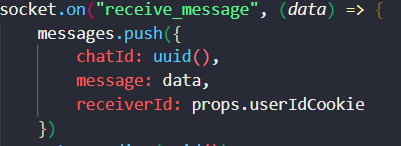 socket.on("receive_message", (data) => {
messages.push({
chatId: uuid(),
message: data,
receiverId: props.userIdCookie
})